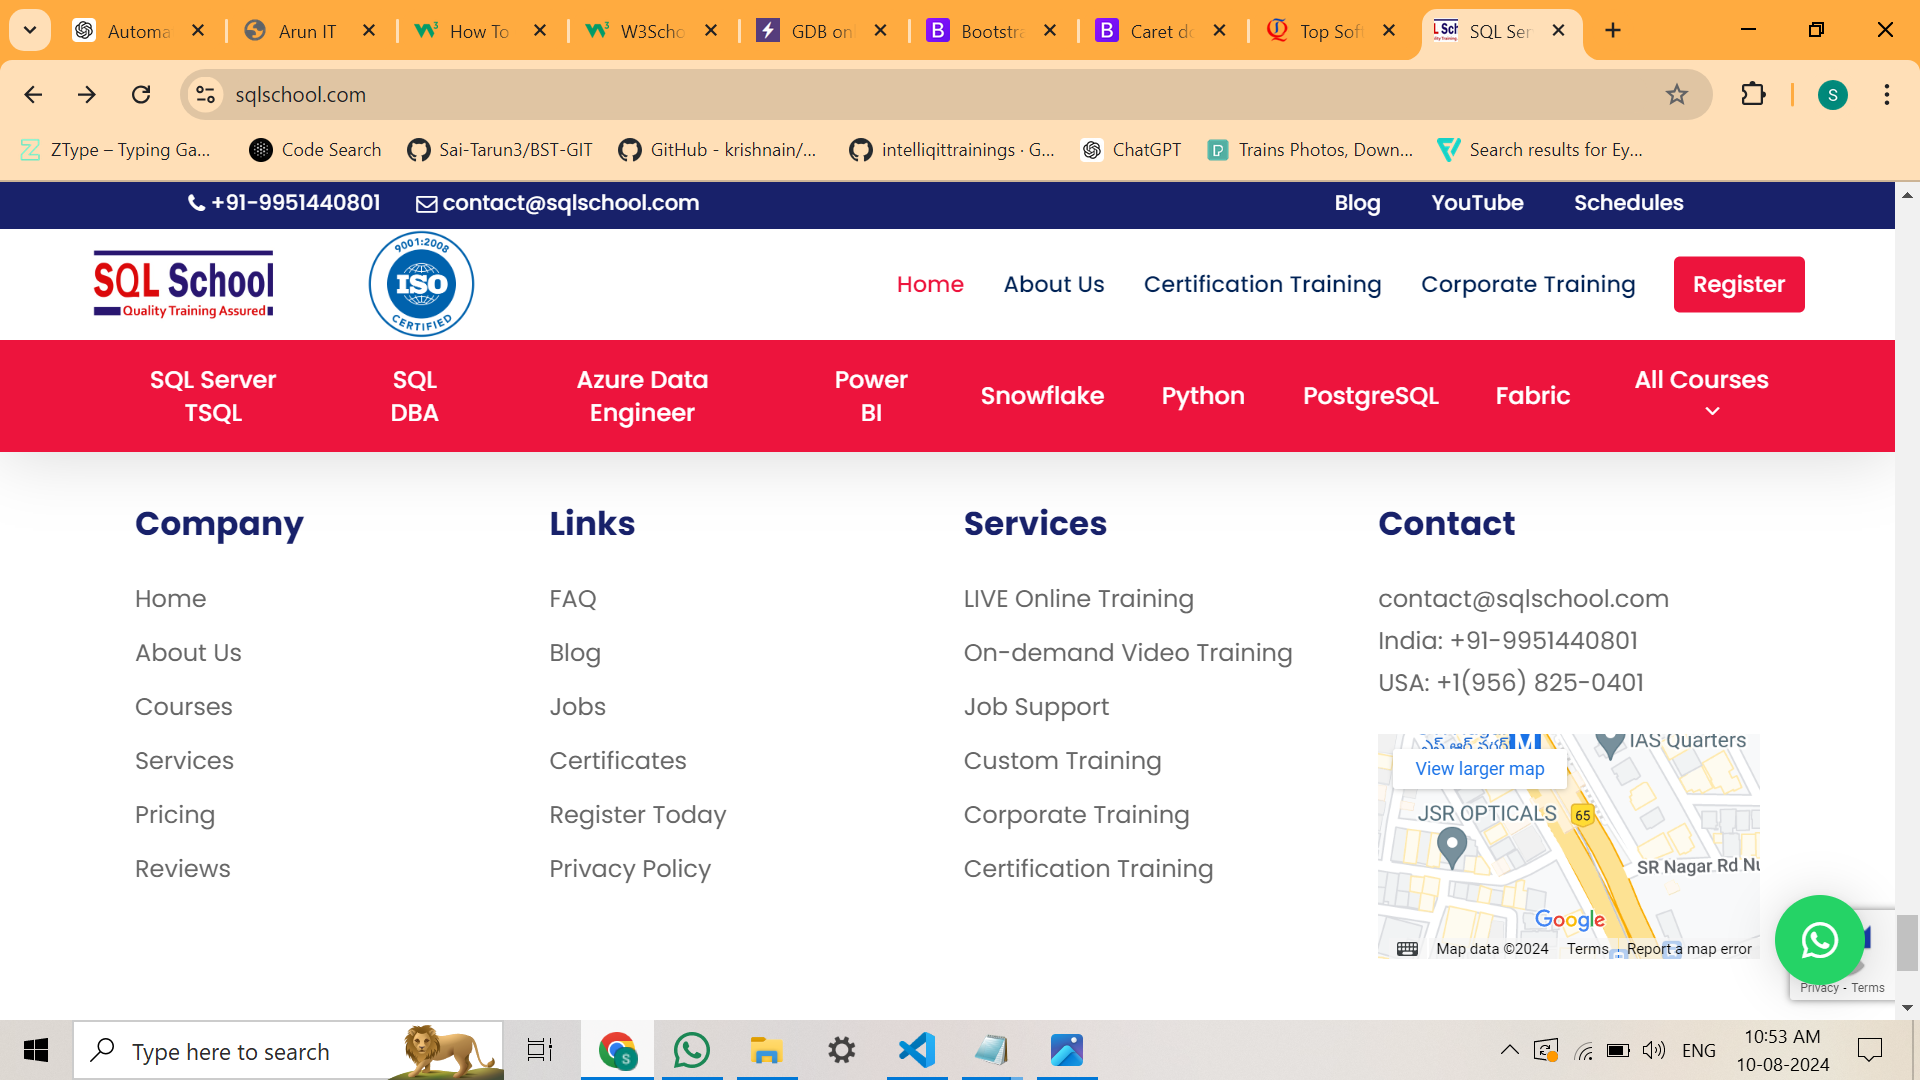 Automa
Arun IT
How To
W3Scho
GDB onl
Bootstra
Caret do
Top Soft
SQL Ser
sqlschool.com
S
ZType – Typing Ga...
Code Search
Sai-Tarun3/BST-GIT
GitHub - krishnain/...
intelliqittrainings · G...
ChatGPT
Trains Photos, Down...
Search results for Ey...
+91-9951440801
contact@sqlschool.com
Blog
YouTube
Schedules
SQL School
Quality Training Assured
9001:2008
ISO
CERTIFIED
Home
About Us
Certification Training
Corporate Training
Register
SQL Server
TSQL
SQL
DBA
Azure Data
Engineer
Power
BI
Snowflake
Python
PostgreSQL
Fabric
All Courses
Company
Home
About Us
Courses
Services
Pricing
Reviews
Links
FAQ
Blog
Jobs
Certificates
Register Today
Privacy Policy
Services
LIVE Online Training
On-demand Video Training
Job Support
Custom Training
Corporate Training
Certification Training
Contact
contact@sqlschool.com
India: +91-9951440801
USA: +1(956) 825-0401
IAS Quarters
View larger map
JSR OPTICALS
65
SR Nagar Rd Nu
Google
Map data ©2024
Terms
Report a map error
Privacy - Terms
Type here to search
ENG
10:53 AM
10-08-2024